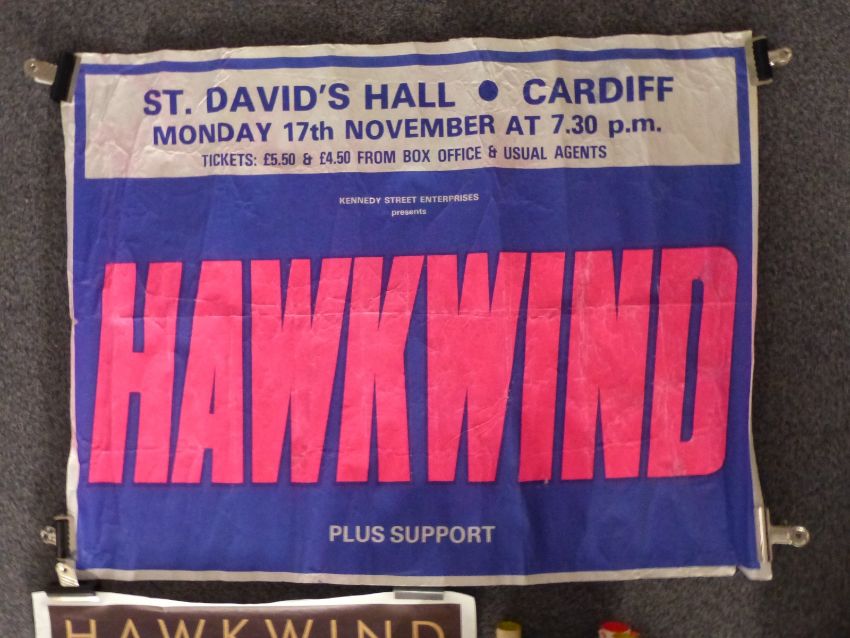 ST. DAVID'S HALL • CARDIFF
MONDAY 17th NOVEMBER AT 7.30 p.m.
TICKETS: £5.50 & £4.50 FROM BOX OFFICE & USUAL AGENTS
KENNEDY STREET ENTERPRISES
presents
HAWKWIND
PLUS SUPPORT
HAWKWIND